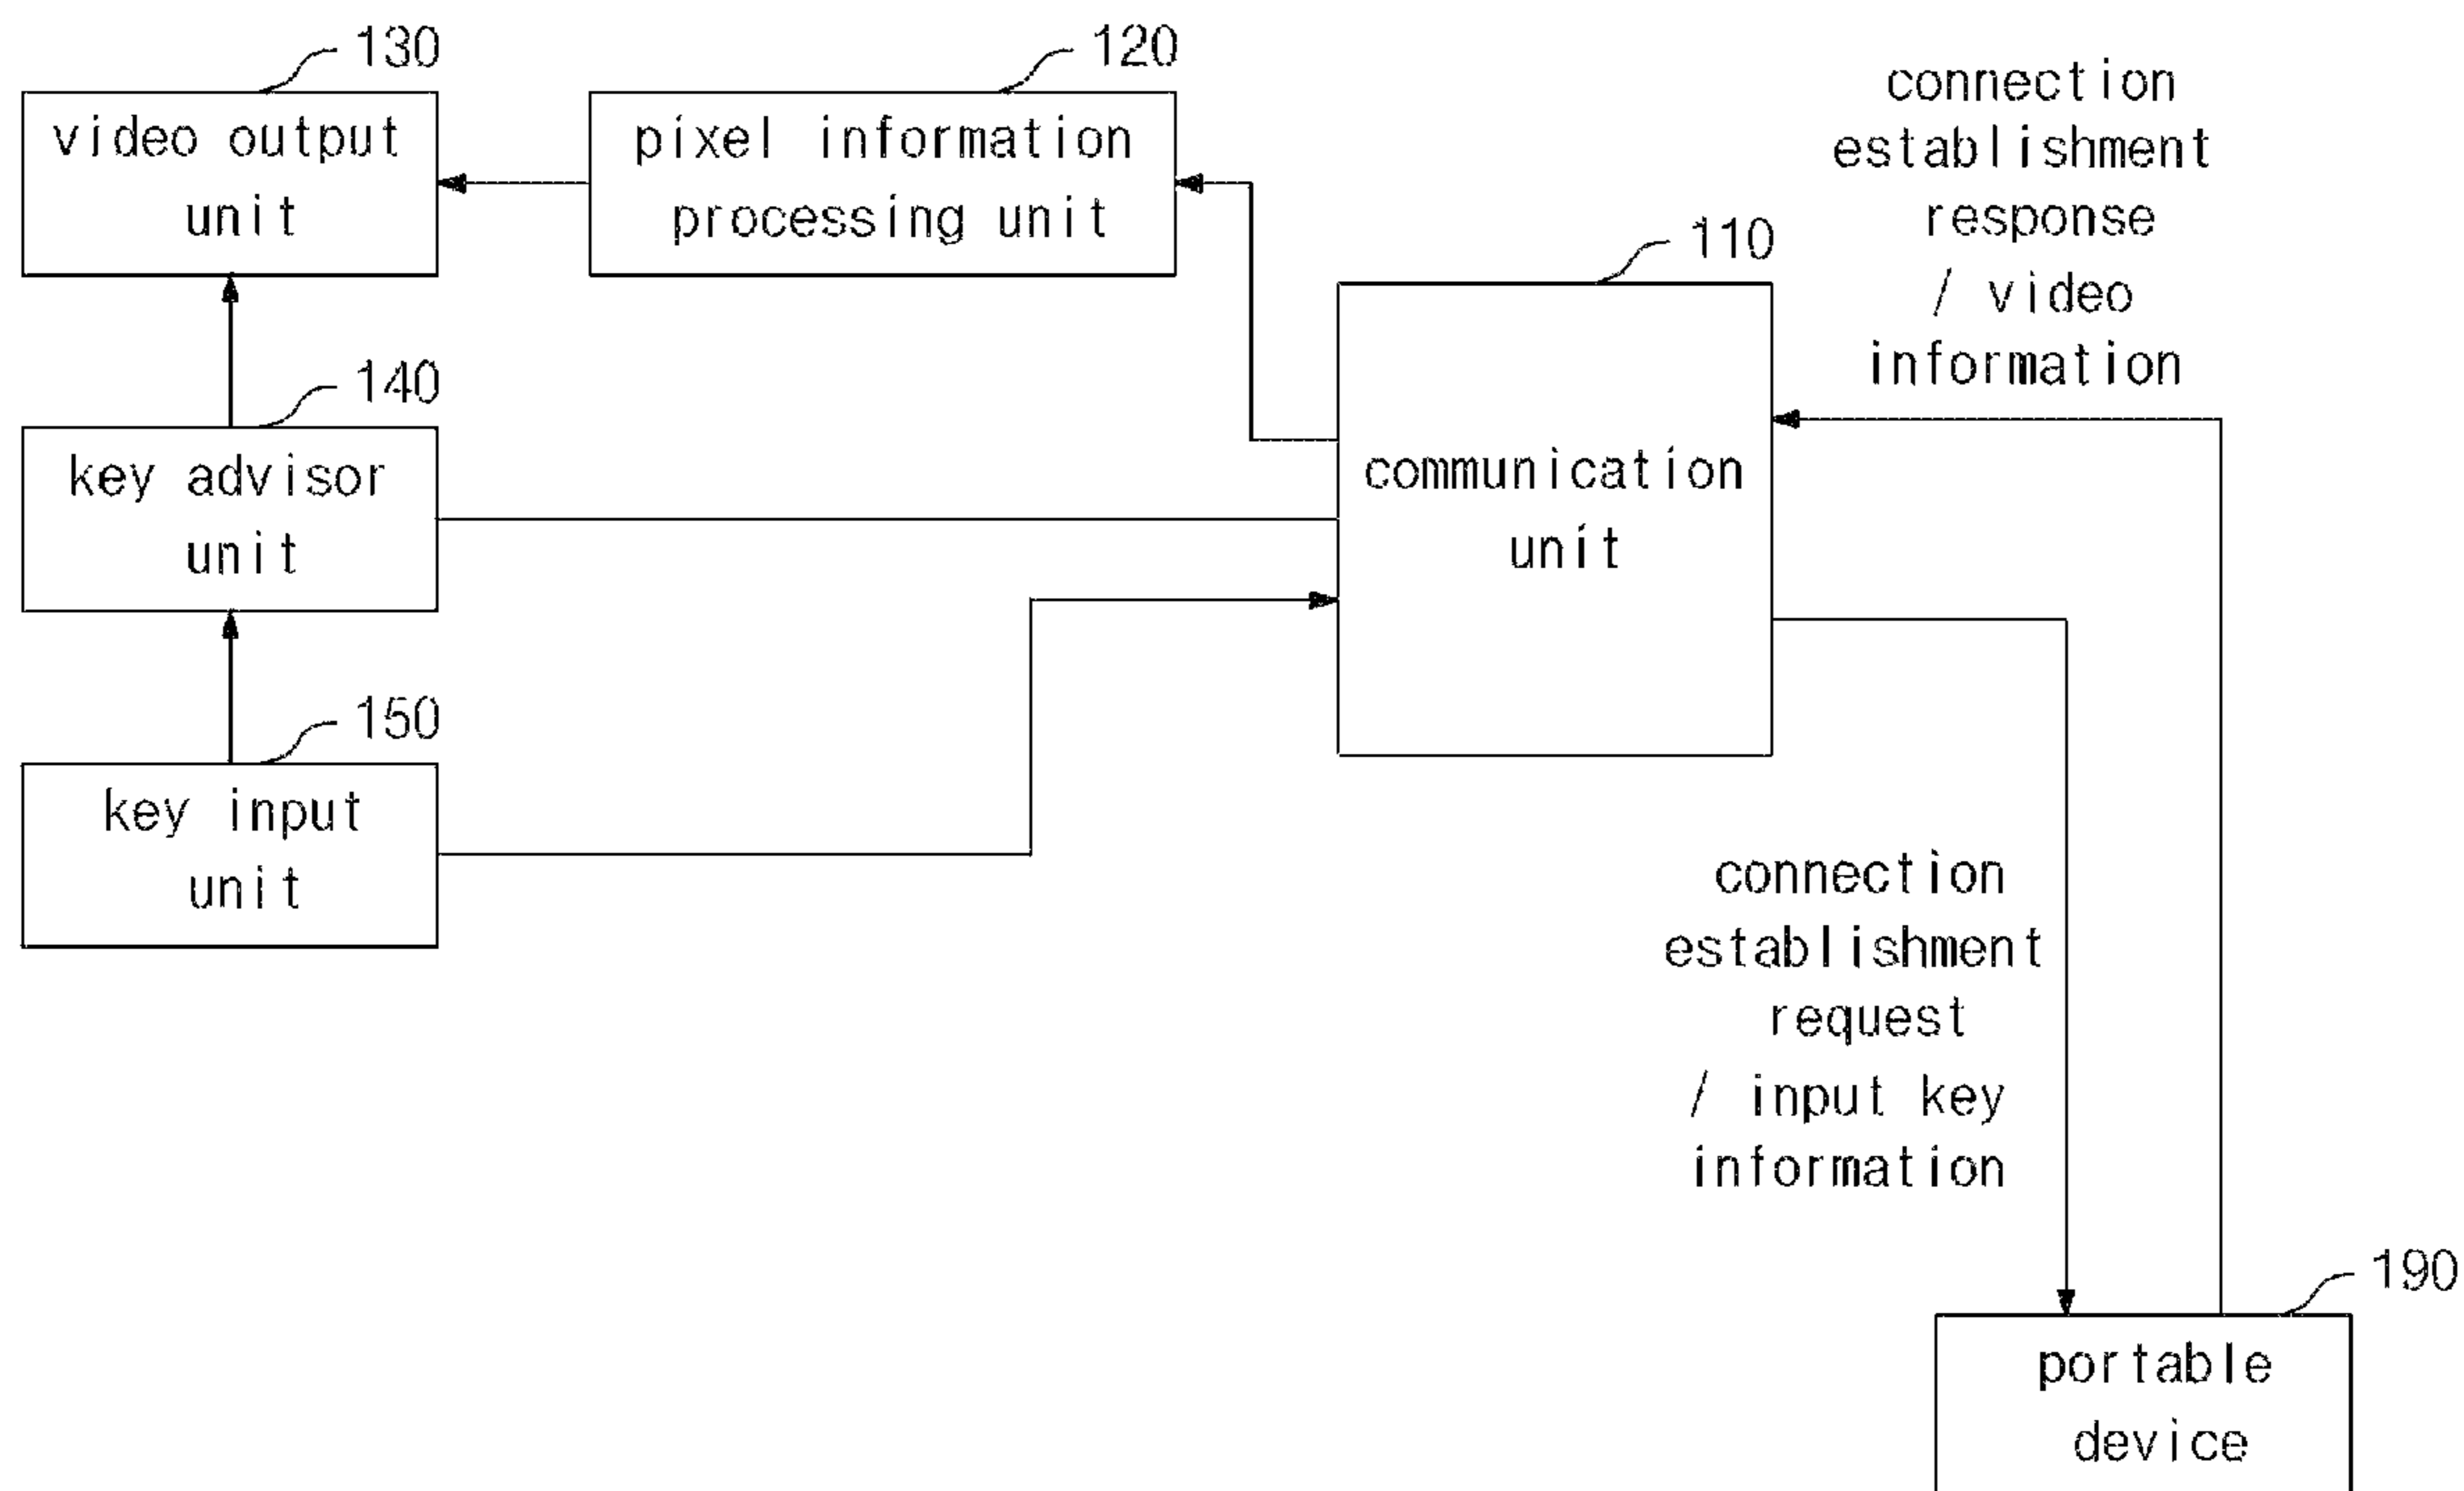 130
video output
unit
120
pixel information
processing unit
connection
establishment
response
/ video
information
110
communication
unit
140
key advisor
unit
150
key input
unit
connection
establishment
request
/ input key
information
190
portable
device